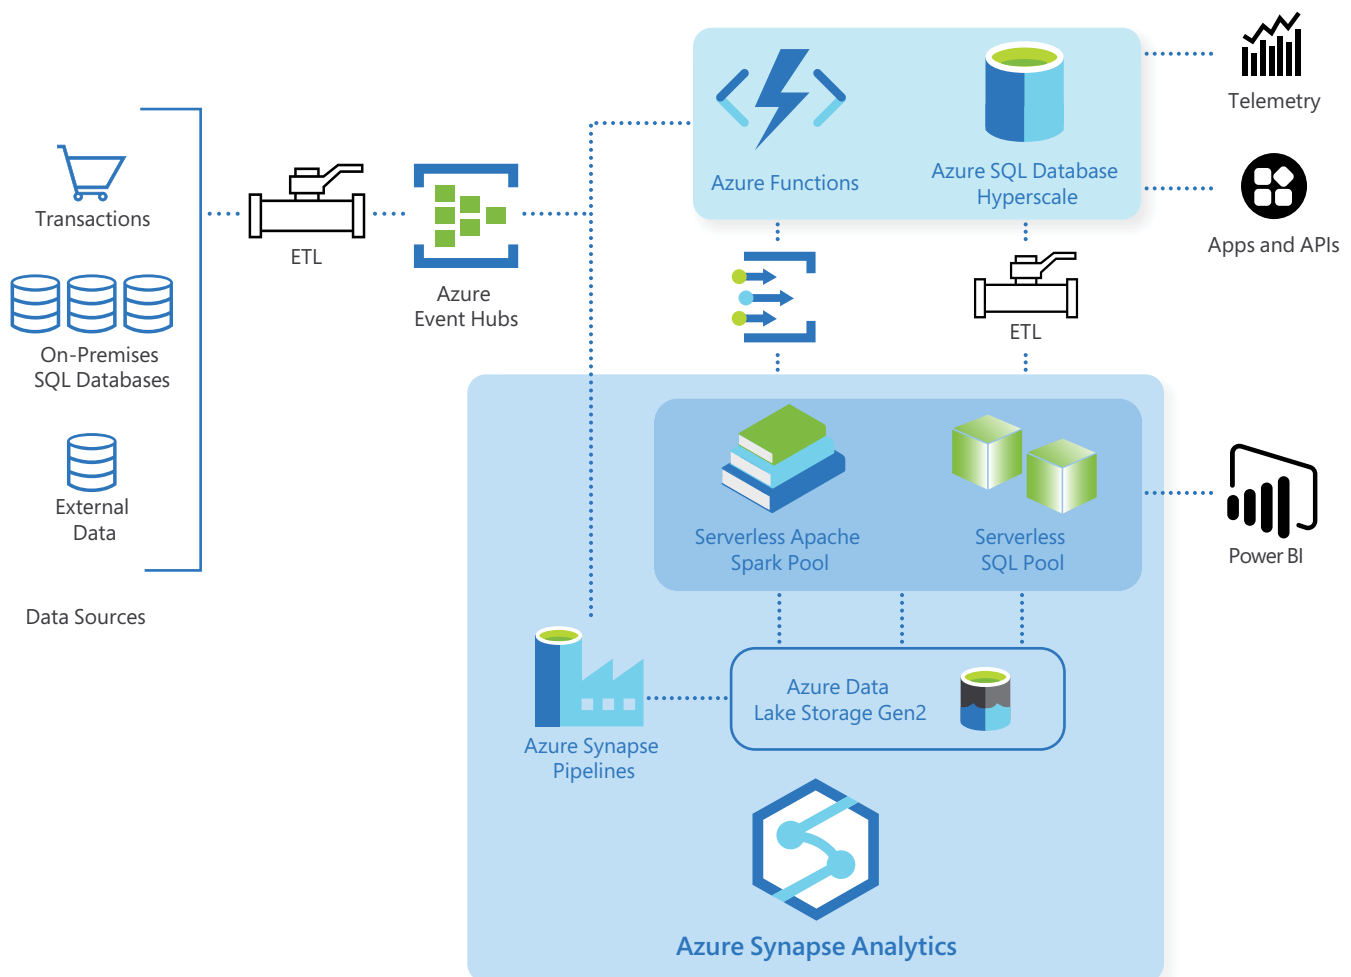 Transactions
On-Premises
SQL Databases
External
Data
Data Sources
ETL
Azure
Event Hubs
Azure Functions
Azure SQL Database
Hyperscale
Telemetry
Apps and APIs
ETL
Serverless Apache
Spark Pool
Serverless
SQL Pool
Power BI
Azure Data
Lake Storage Gen2
Azure Synapse
Pipelines
Azure Synapse Analytics